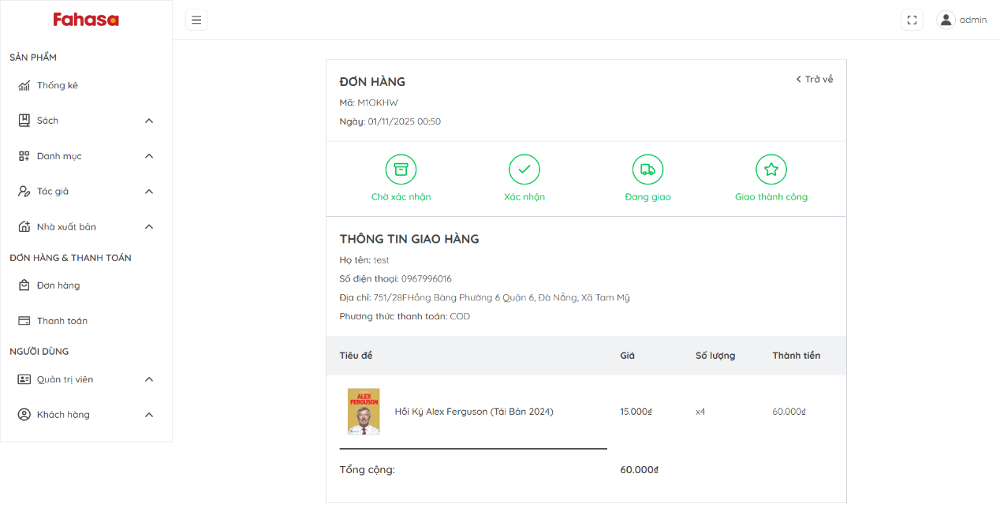 Fahasa
admin
SẢN PHẨM
Thống kê
Sách
Danh mục
Tác giả
Nhà xuất bản
ĐƠN HÀNG & THANH TOÁN
Đơn hàng
Thanh toán
NGƯỜI DÙNG
Quản trị viên
Khách hàng
ĐƠN HÀNG
Trở về
Mã: M1OKHW
Ngày: 01/11/2025 00:50
Chờ xác nhận
Xác nhận
Đang giao
Giao thành công
THÔNG TIN GIAO HÀNG
Họ tên: test
Số điện thoại: 0967996016
Địa chỉ: 751/28FHồng Bàng Phường 6 Quận 6, Đà Nẵng, Xã Tam Mỹ
Phương thức thanh toán: COD
Tiêu đề Giá Số lượng Thành tiền
ALEX
FERGUSON
Hồi Ký Alex Ferguson (Tái Bản 2024) 15.000₫ x4 60.000₫
Tổng cộng: 60.000₫